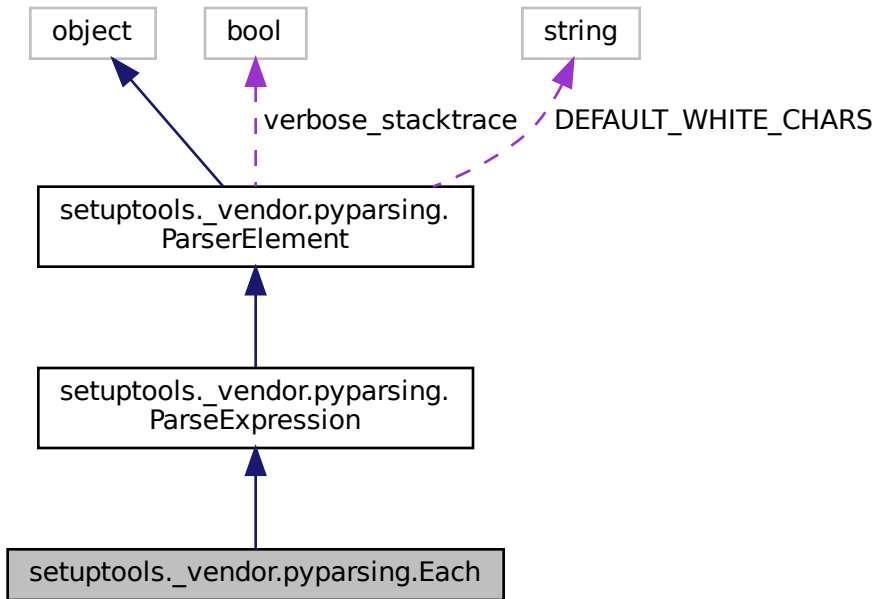 object
bool
string
verbose_stacktrace
DEFAULT_WHITE_CHARS
setuptools._vendor.pyparsing.
ParserElement
setuptools._vendor.pyparsing.
ParseExpression
setuptools._vendor.pyparsing.Each